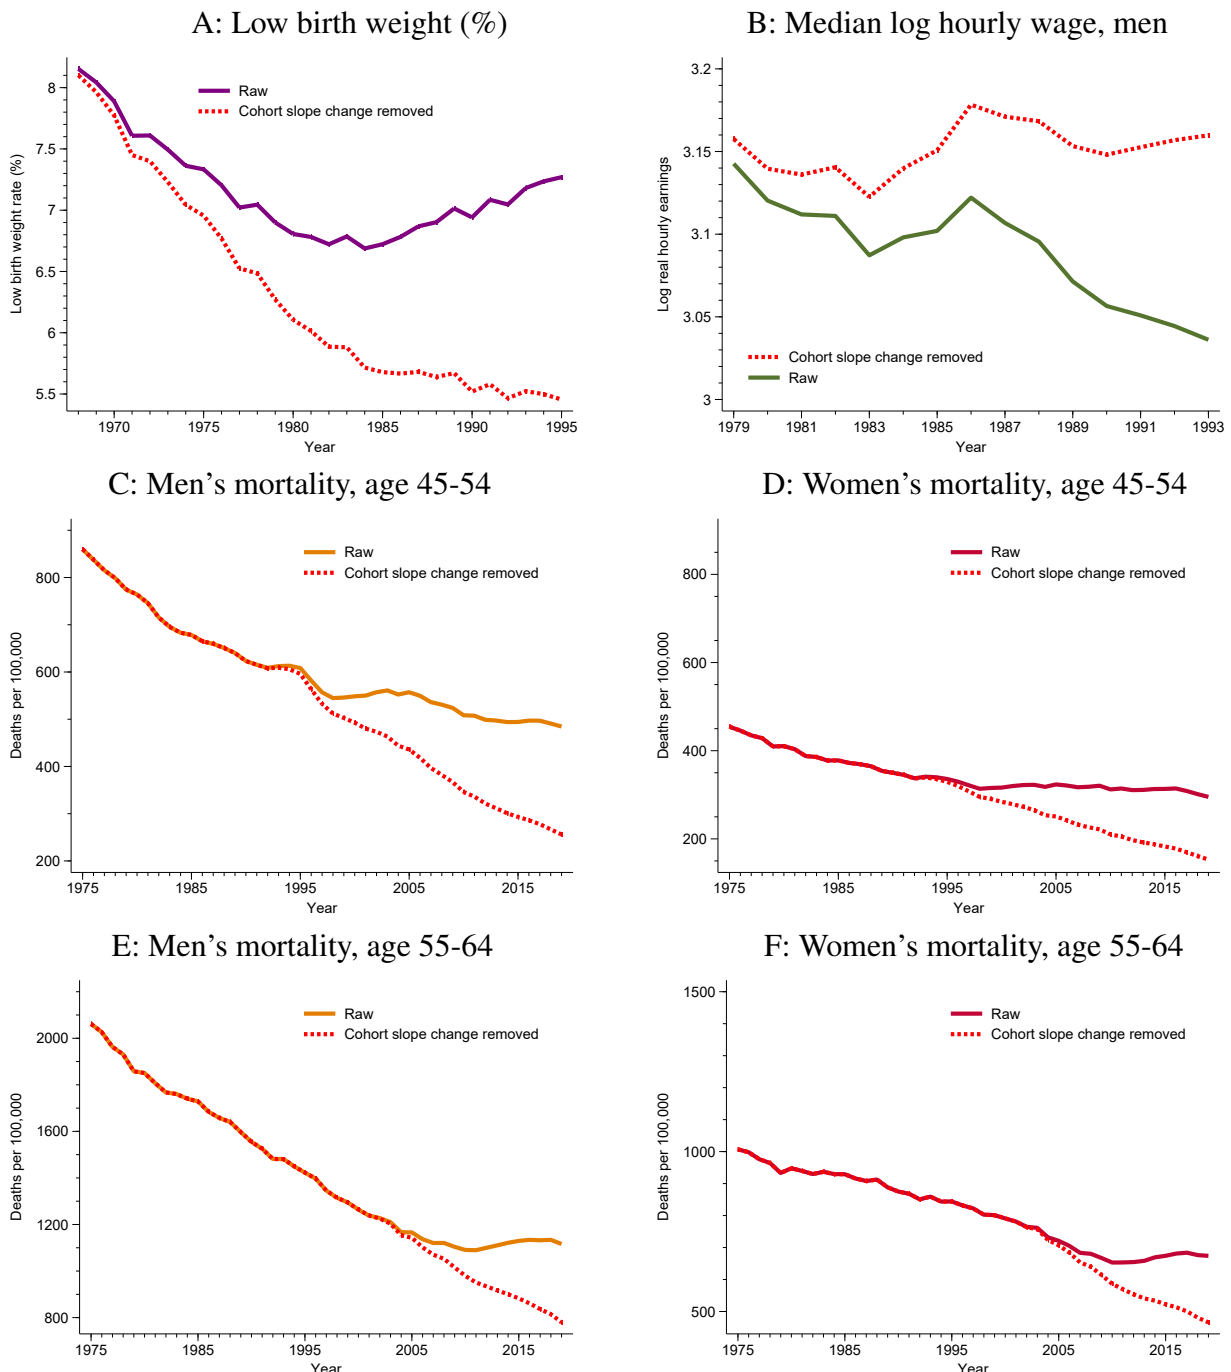 A: Low birth weight (%)
Low birth weight rate (%)
8
7.5
7
6.5
6
5.5
Raw
Cohort slope change removed
1970 1975 1980 1985 1990 1995
Year
B: Median log hourly wage, men
Log real hourly earnings
3.2
3.15
3.1
3.05
3
Cohort slope change removed
Raw
1979 1981 1983 1985 1987 1989 1991 1993
Year
C: Men's mortality, age 45-54
Deaths per 100,000
800
600
400
200
Raw
Cohort slope change removed
1975 1985 1995 2005 2015
Year
D: Women's mortality, age 45-54
Deaths per 100,000
800
600
400
200
Raw
Cohort slope change removed
1975 1985 1995 2005 2015
Year
E: Men's mortality, age 55-64
Deaths per 100,000
2000
1600
1200
800
Raw
Cohort slope change removed
1975 1985 1995 2005 2015
Year
F: Women's mortality, age 55-64
Deaths per 100,000
1500
1000
500
Raw
Cohort slope change removed
1975 1985 1995 2005 2015
Year